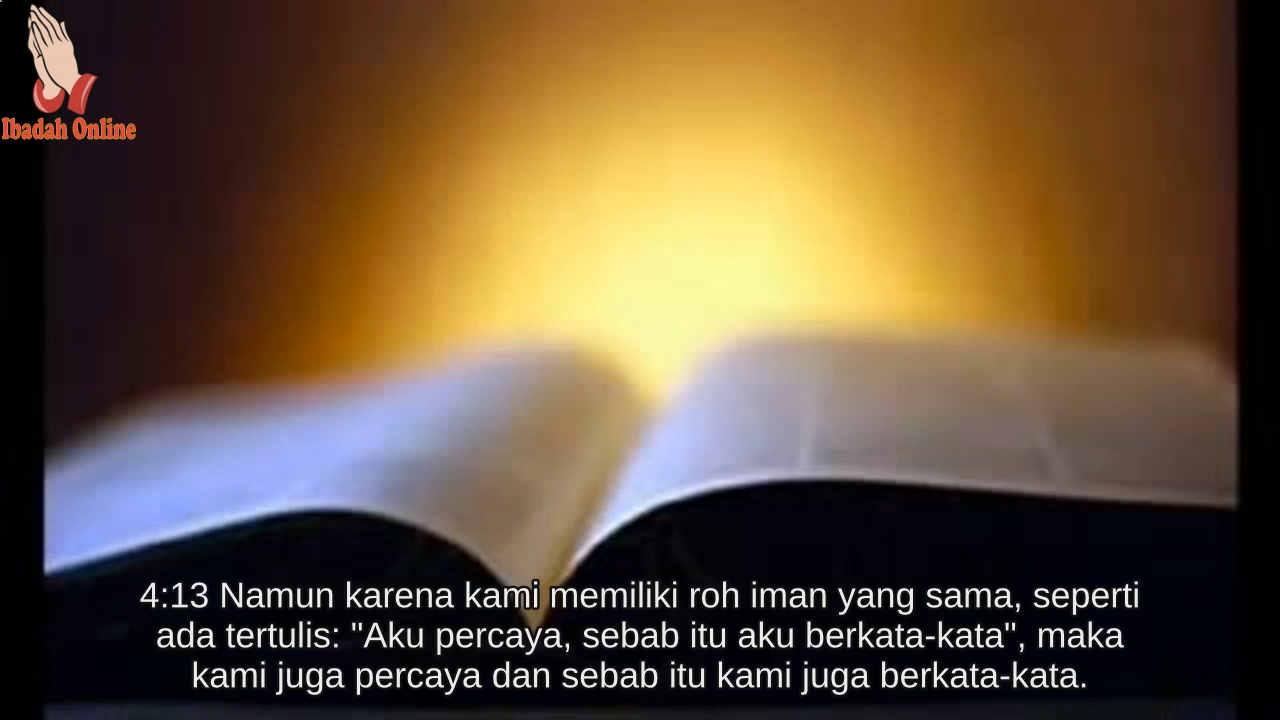 Ibadah Online
4:13 Namun karena kami memiliki roh iman yang sama, seperti
ada tertulis: "Aku percaya, sebab itu aku berkata-kata", maka
kami juga percaya dan sebab itu kami juga berkata-kata.